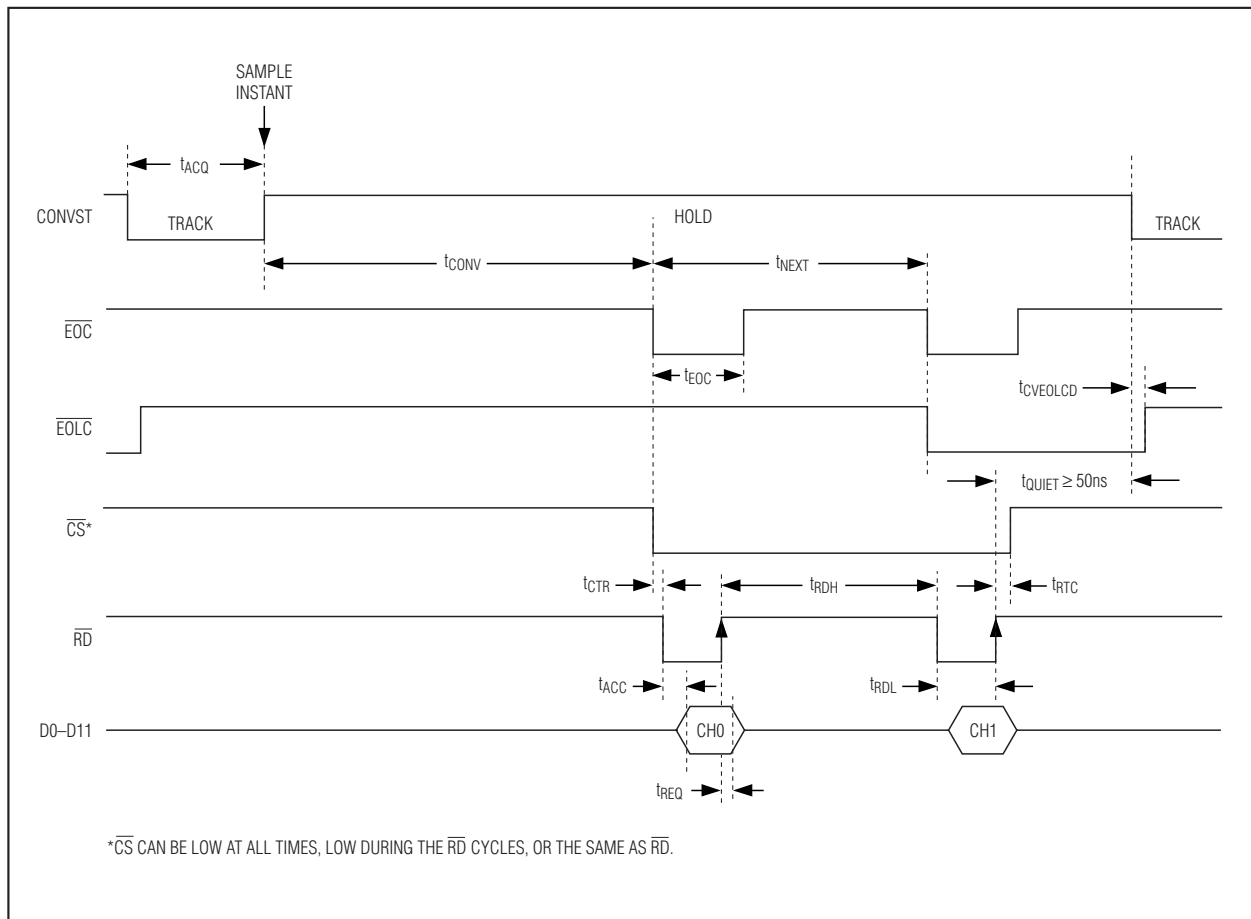 SAMPLE
INSTANT
tACQ
CONVST
TRACK
HOLD
TRACK
tCONV
tNEXT
EOC
tEOC
tCVEOLCD
EOLC
tQUIET ≥ 50ns
CS*
tCTR
tRDH
tRTC
RD
tACC
tRDL
D0–D11
CH0
CH1
tREQ
*CS CAN BE LOW AT ALL TIMES, LOW DURING THE RD CYCLES, OR THE SAME AS RD.